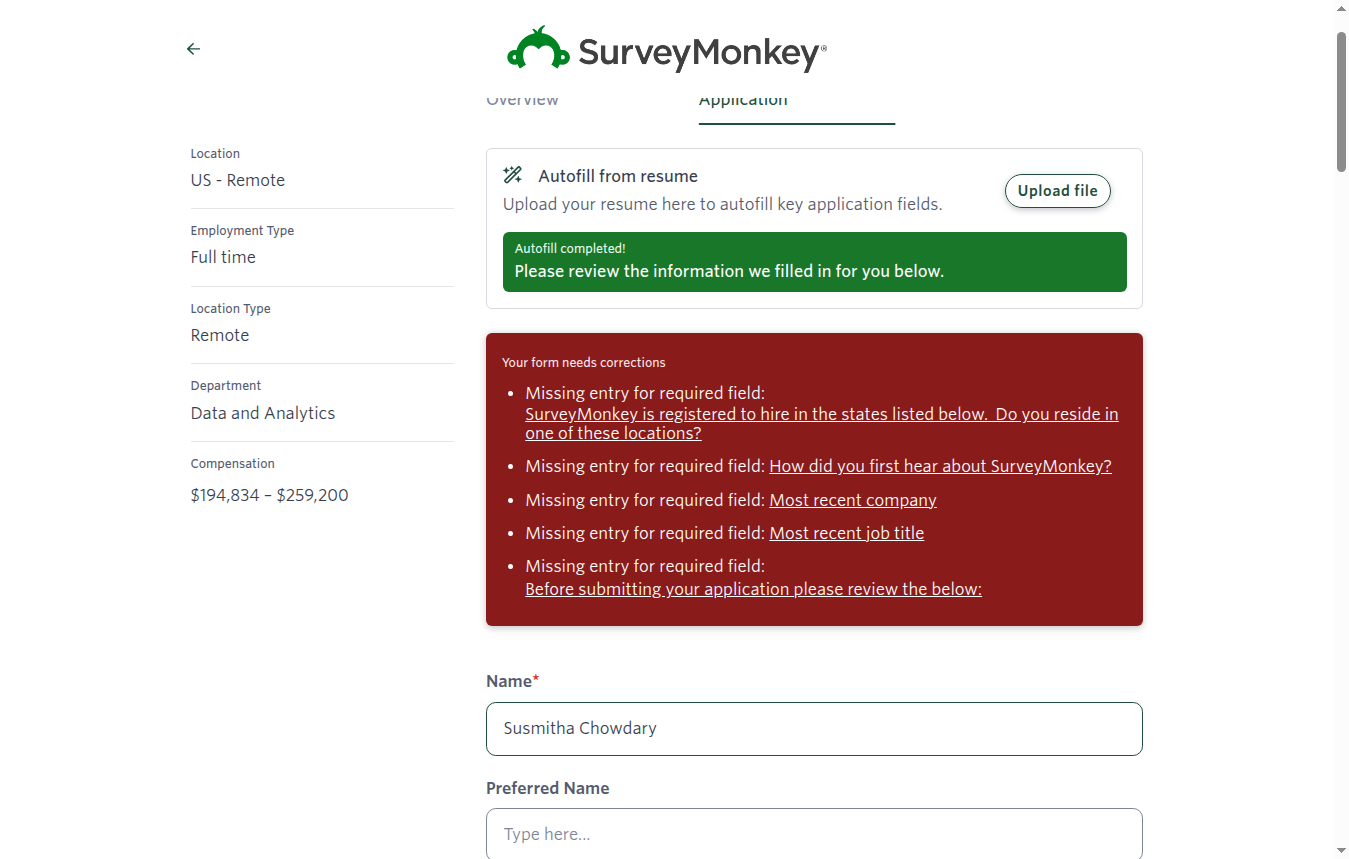 SurveyMonkey®
Overview
Application
Location
US - Remote
Employment Type
Full time
Location Type
Remote
Department
Data and Analytics
Compensation
$194,834 – $259,200
Autofill from resume
Upload your resume here to autofill key application fields.
Upload file
Autofill completed!
Please review the information we filled in for you below.
Your form needs corrections
• Missing entry for required field:
SurveyMonkey is registered to hire in the states listed below.  Do you reside in
one of these locations?
• Missing entry for required field: How did you first hear about SurveyMonkey?
• Missing entry for required field: Most recent company
• Missing entry for required field: Most recent job title
• Missing entry for required field:
Before submitting your application please review the below:
Name*
Susmitha Chowdary
Preferred Name
Type here...